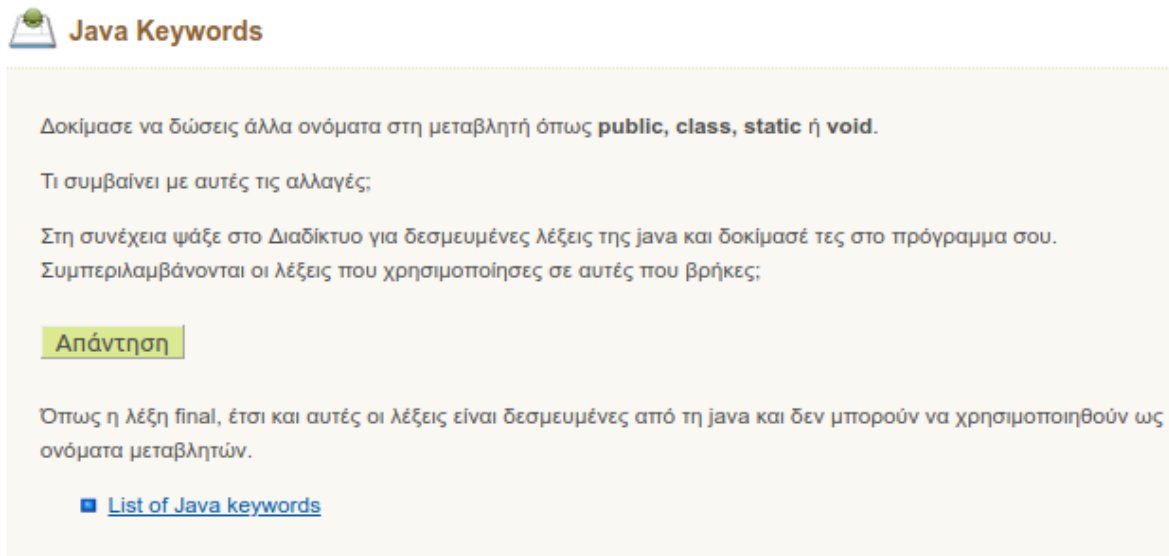 Java Keywords
Δοκίμασε να δώσεις άλλα ονόματα στη μεταβλητή όπως public, class, static ή void.
Τι συμβαίνει με αυτές τις αλλαγές;
Στη συνέχεια ψάξε στο Διαδίκτυο για δεσμευμένες λέξεις της java και δοκίμασέ τες στο πρόγραμμα σου.
Συμπεριλαμβάνονται οι λέξεις που χρησιμοποίησες σε αυτές που βρήκες;
Απάντηση
Όπως η λέξη final, έτσι και αυτές οι λέξεις είναι δεσμευμένες από τη java και δεν μπορούν να χρησιμοποιηθούν ως
ονόματα μεταβλητών.
List of Java keywords